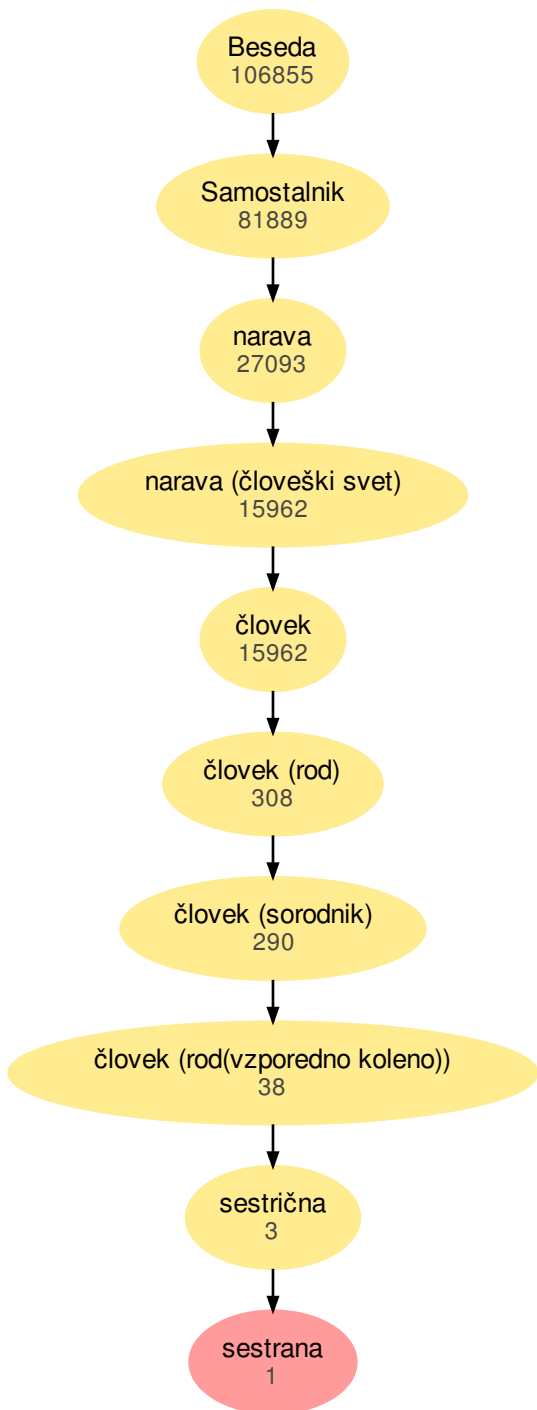 Beseda
106855
Samostalnik
81889
narava
27093
narava (človeški svet)
15962
človek
15962
človek (rod)
308
človek (sorodnik)
290
človek (rod(vzporedno koleno))
38
sestrična
3
sestrana
1